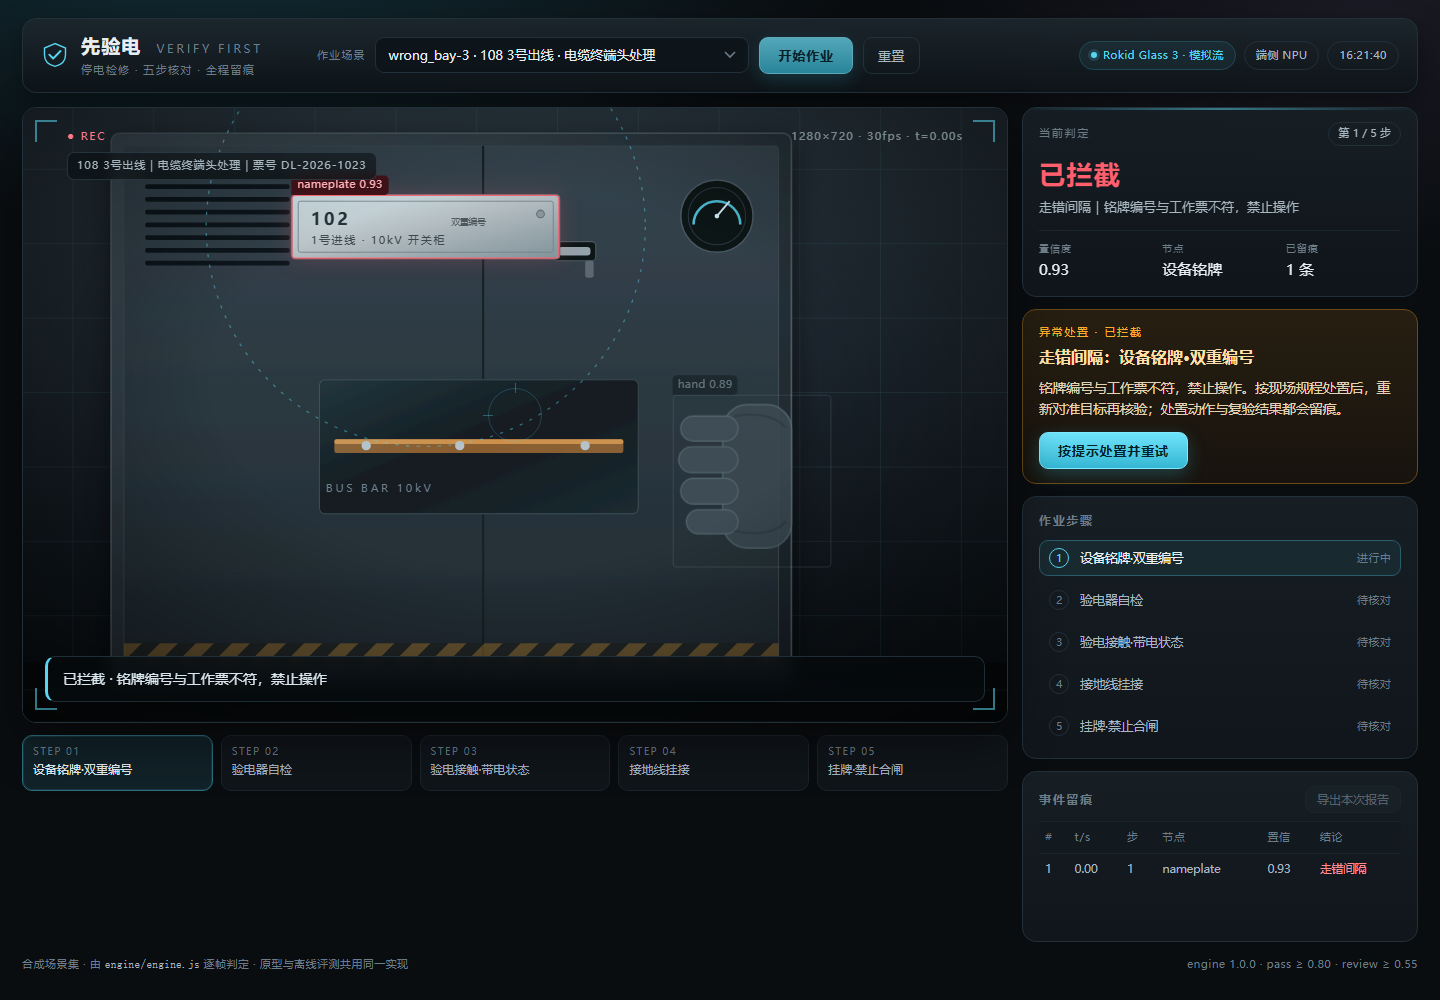 先验电 VERIFY FIRST
停电检修 · 五步核对 · 全程留痕
作业场景
wrong_bay-3 · 108 3号出线 · 电缆终端头处理
开始作业
重置
Rokid Glass 3 · 模拟流
端侧 NPU
16:21:40
REC
1280×720 · 30fps · t=0.00s
108 3号出线 | 电缆终端头处理 | 票号 DL-2026-1023
nameplate 0.93
102
双重编号
1号进线 · 10kV 开关柜
hand 0.89
BUS BAR 10kV
已拦截 · 铭牌编号与工作票不符，禁止操作
STEP 01
设备铭牌·双重编号
STEP 02
验电器自检
STEP 03
验电接触·带电状态
STEP 04
接地线挂接
STEP 05
挂牌·禁止合闸
当前判定
第 1 / 5 步
已拦截
走错间隔 | 铭牌编号与工作票不符，禁止操作
置信度
节点
已留痕
0.93
设备铭牌
1 条
异常处置 · 已拦截
走错间隔：设备铭牌·双重编号
铭牌编号与工作票不符，禁止操作。按现场规程处置后，重
新对准目标再核验；处置动作与复验结果都会留痕。
按提示处置并重试
作业步骤
1 设备铭牌·双重编号 进行中
2 验电器自检 待核对
3 验电接触·带电状态 待核对
4 接地线挂接 待核对
5 挂牌·禁止合闸 待核对
事件留痕
导出本次报告
# t/s 步 节点 置信 结论
1 0.00 1 nameplate 0.93 走错间隔
合成场景集 · 由 engine/engine.js 逐帧判定 · 原型与离线评测共用同一实现
engine 1.0.0 · pass ≥ 0.80 · review ≥ 0.55